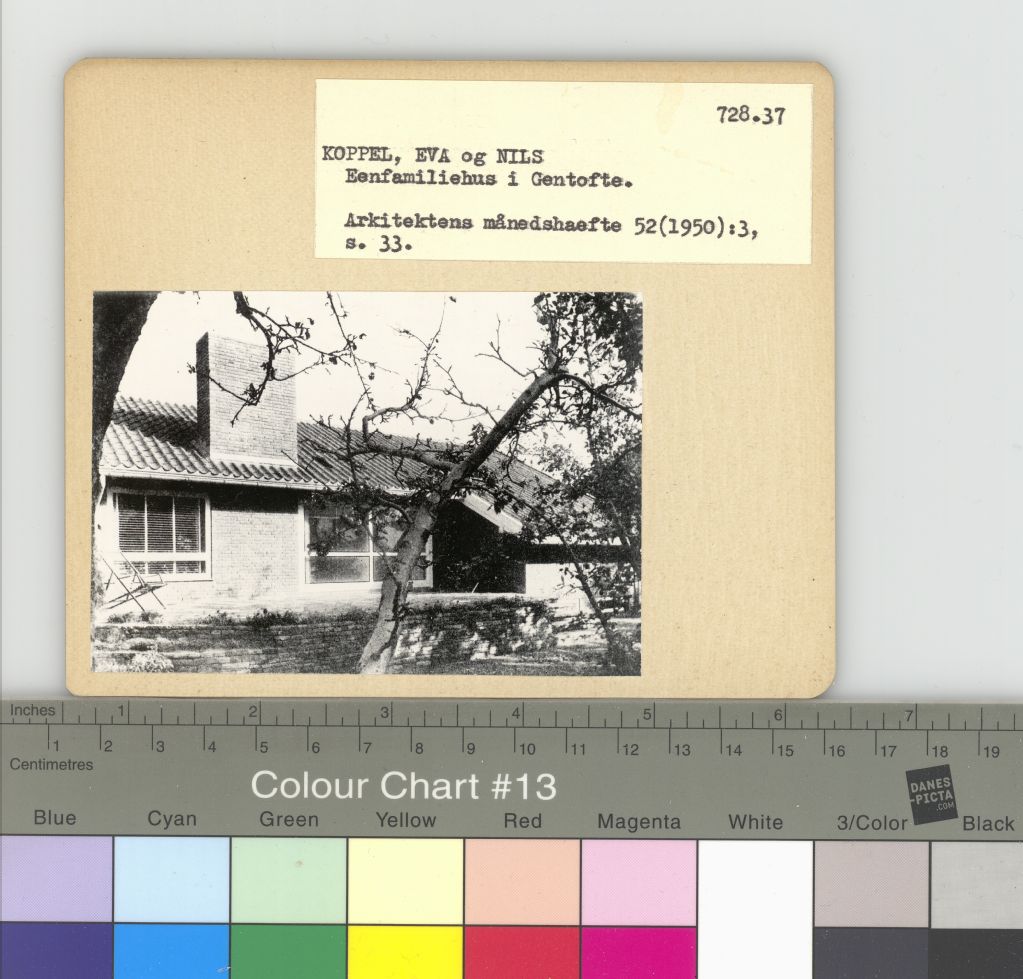 728.37
KOPPEL, EVA og NILS
Eenfamiliehus i Gentofte.
Arkitektens månedshaefte 52(1950):3,
s. 33.
Inches 1 2 3 4 5 6 7
1 2 3 4 5 6 7 8 9 10 11 12 13 14 15 16 17 18 19
Centimetres
Colour Chart #13
DANES
-PICTA
.COM
Blue Cyan Green Yellow Red Magenta White 3/Color Black